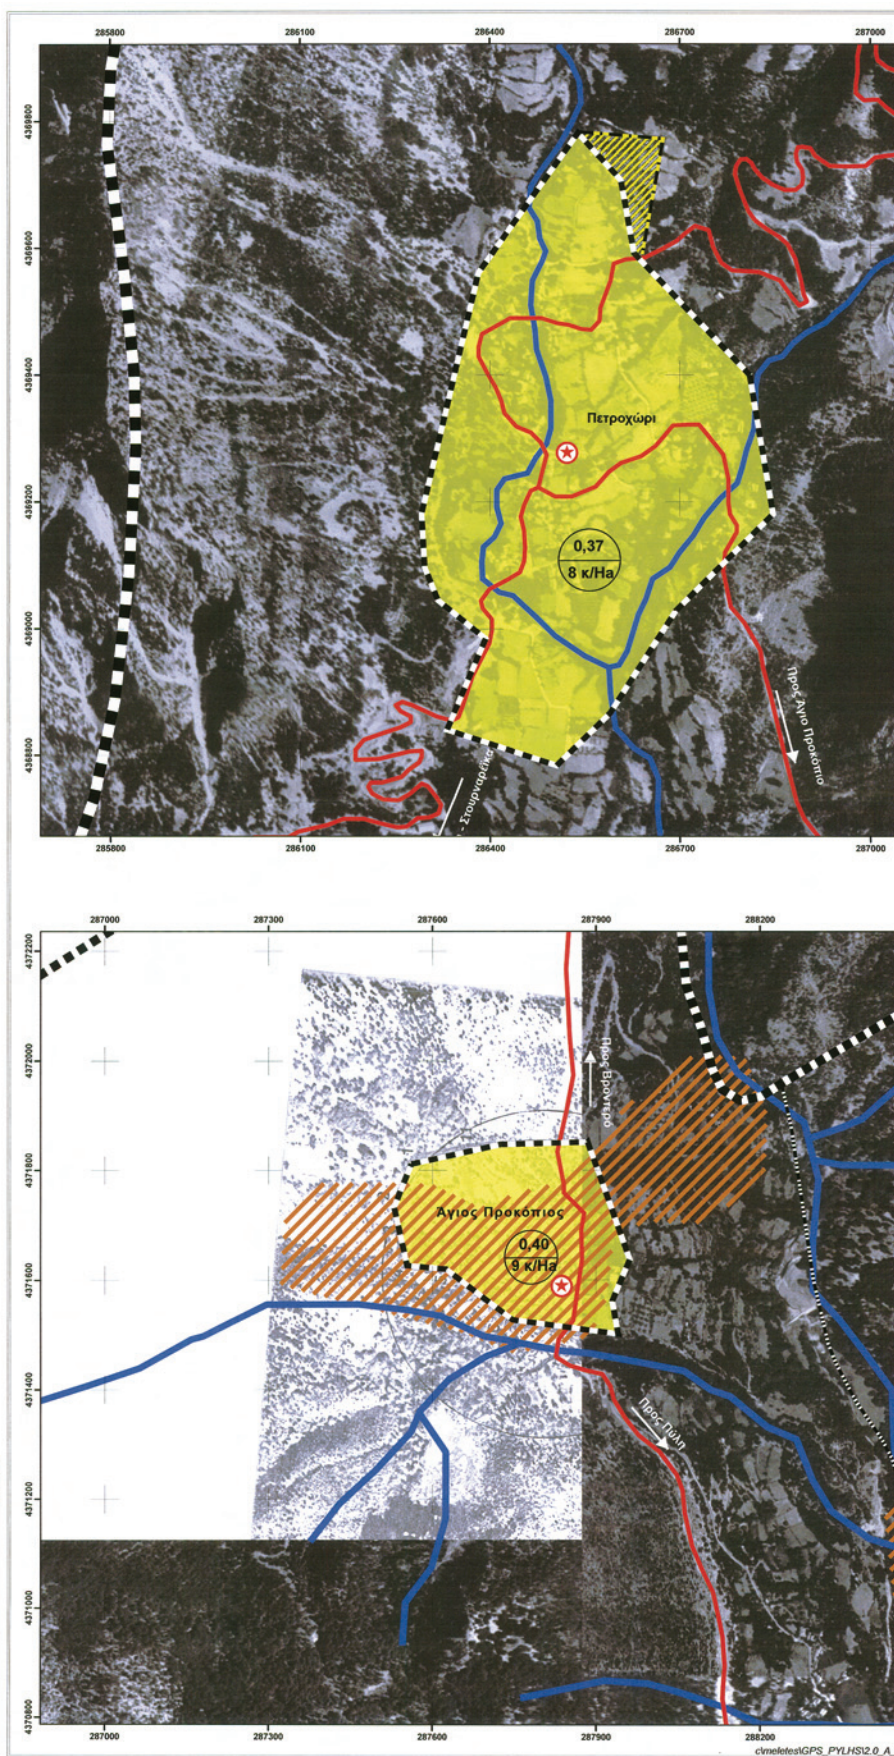 285800 286100 286400 286700 287000
4369800
4369600
4369400
Πετροχώρι
4369200
0,37
8 κ/Ha
4369000
Προς Άγιο Προκόπιο
4368800
- Στουρναρέικα
285800 286100 286400 286700 287000
287000 287300 287600 287900 288200
4372200
4372000
Προς Βροντερό
4371800
Άγιος Προκόπιος
0,40
9 κ/Ha
4371600
4371400
Προς Πύλη
4371200
4371000
4370800
287000 287300 287600 287900 288200
c\meletes\GPS_PYLHS\2.0_A.